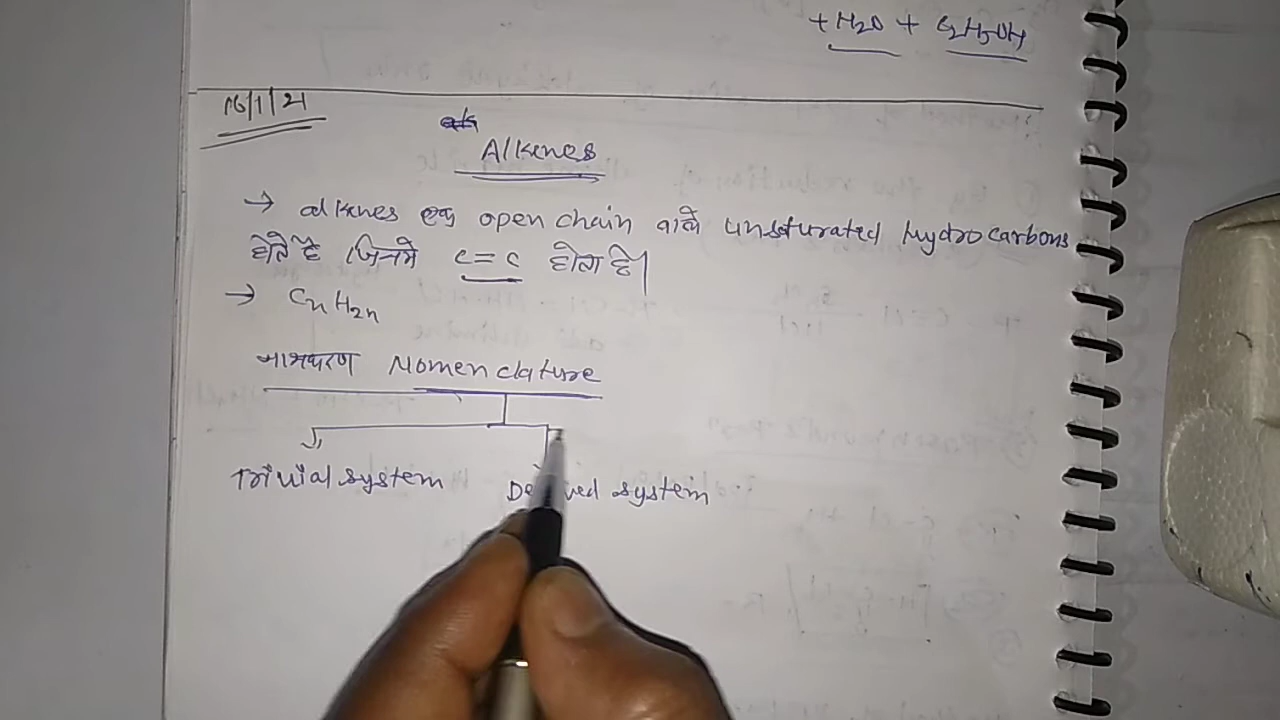 + H2O + C2H5OH
16/1/21
Alkenes
→ alkenes एक open chain वाले unsturated Hydrocarbons
होते है जिनमे C=C होता है।
→ CnH2n
नामकरण Nomenclature
Trivial system Derived system